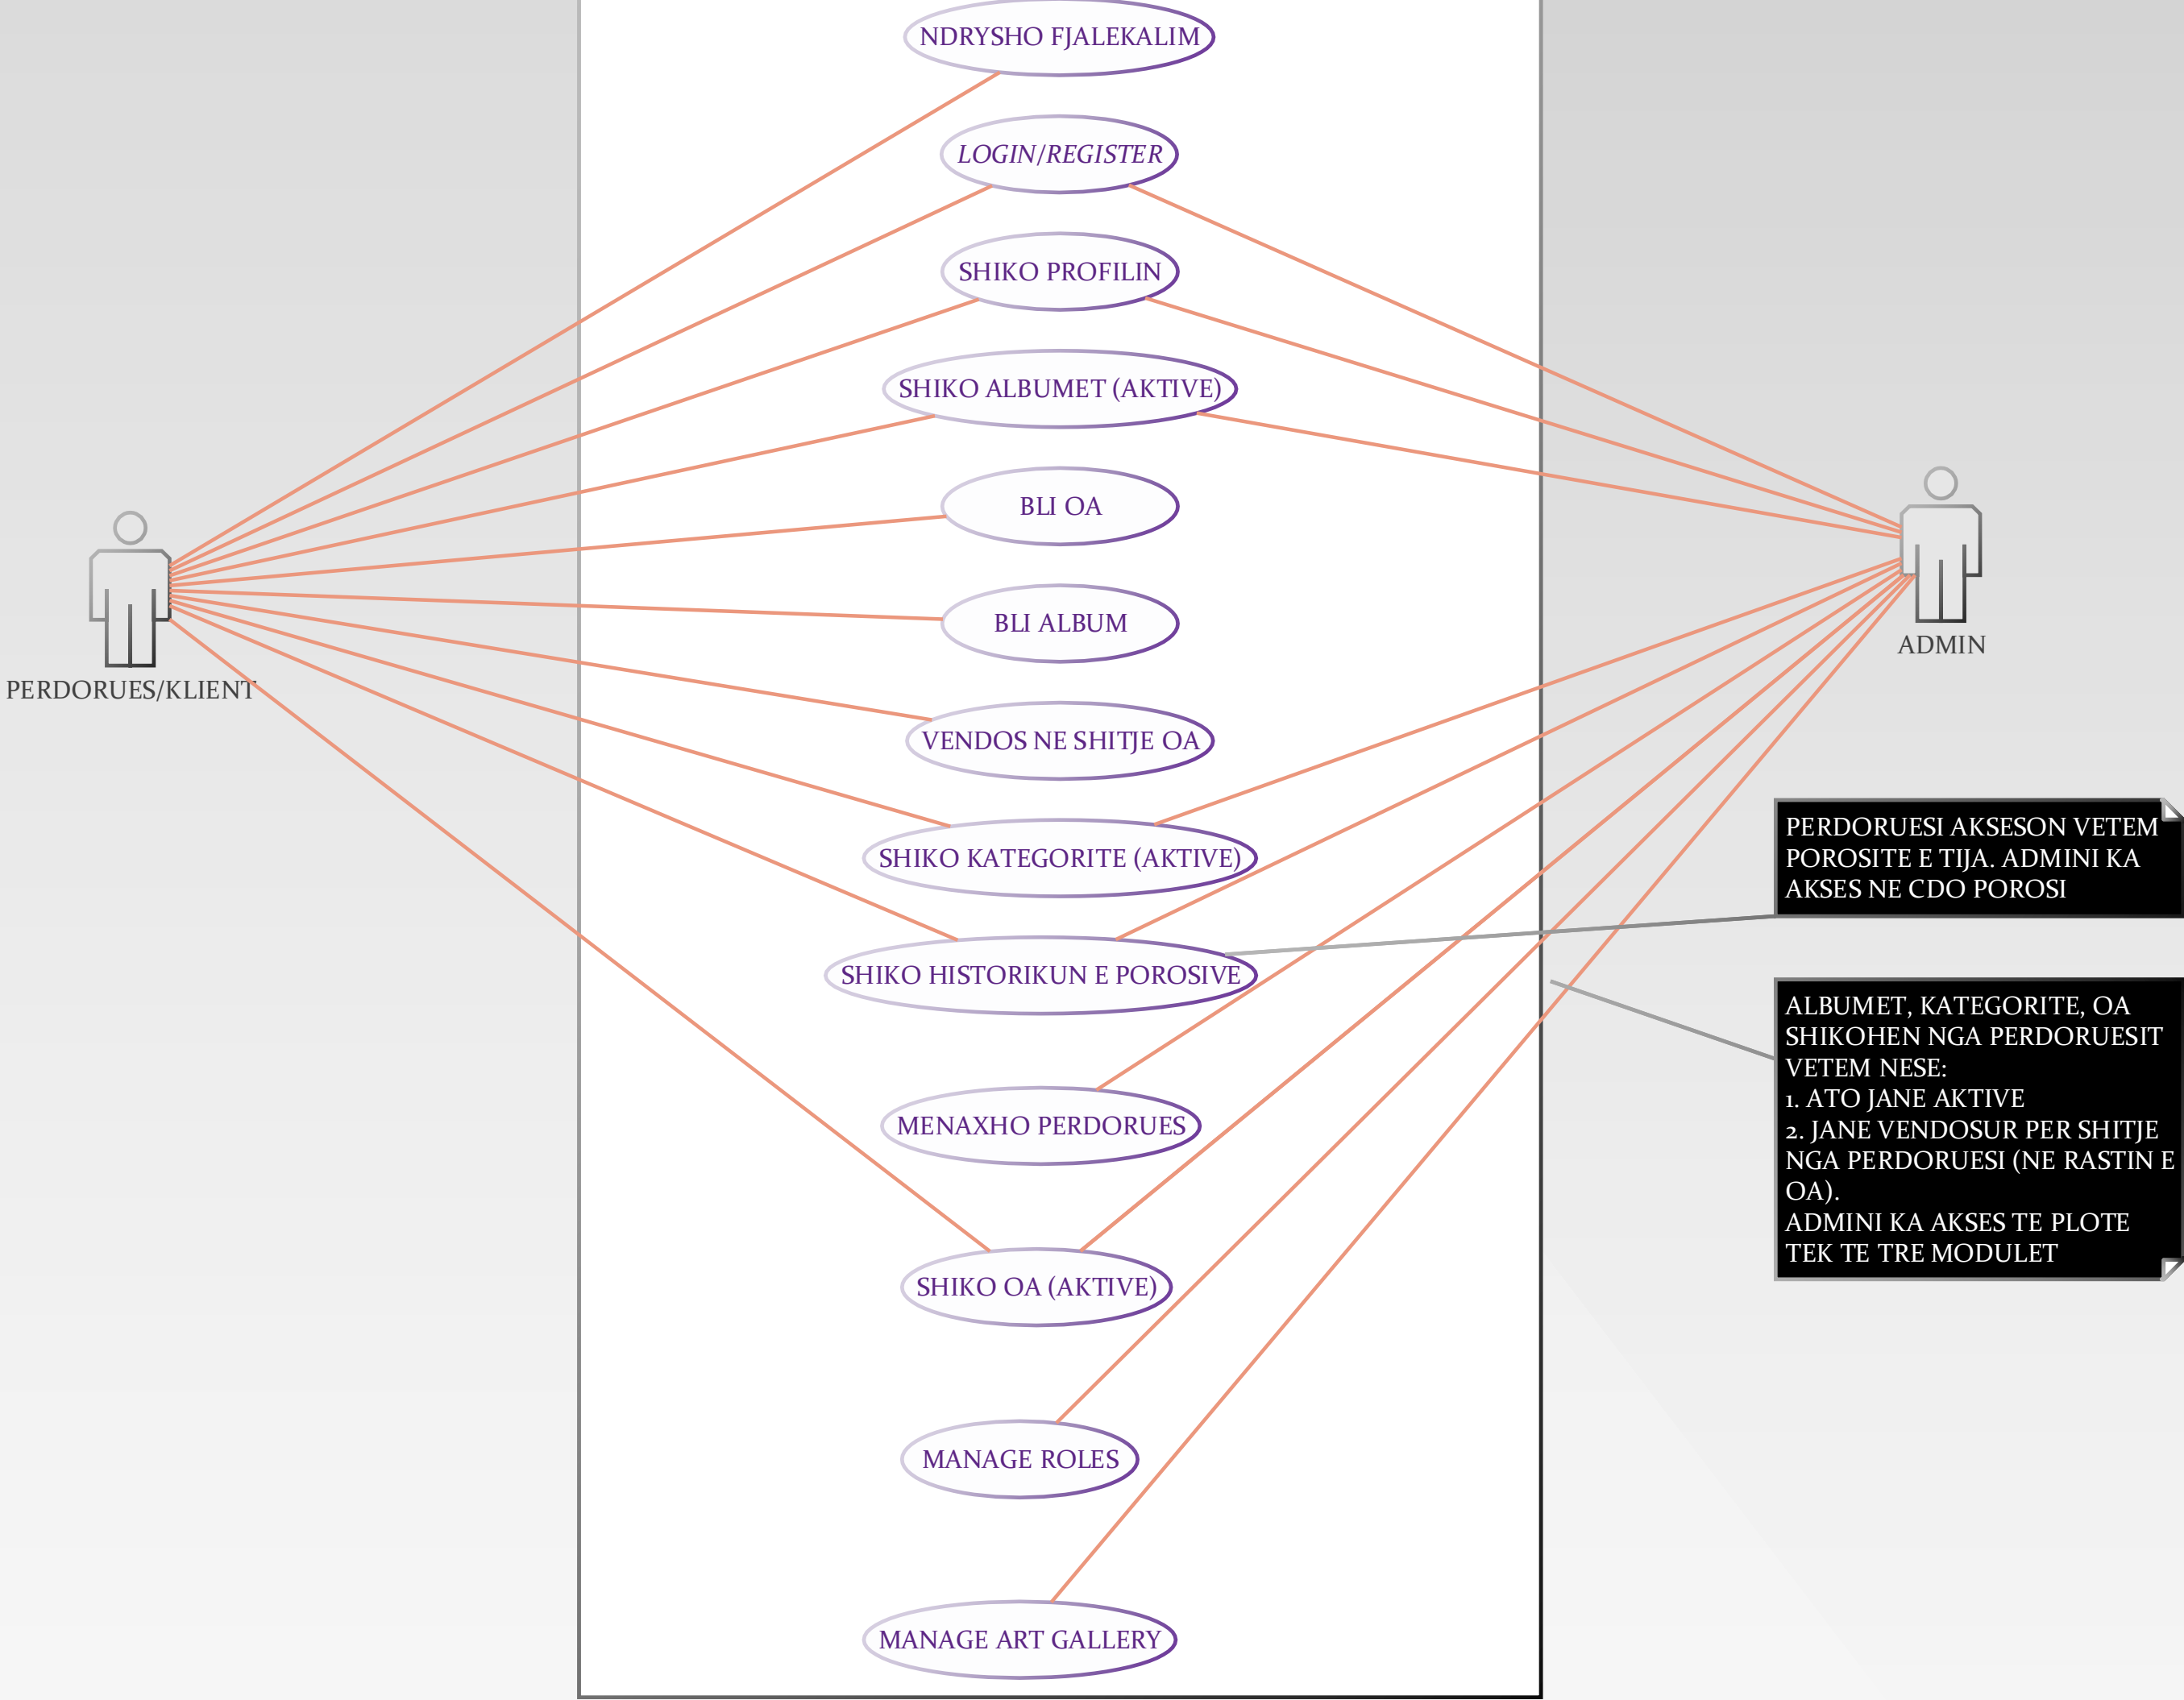 NDRYSHO FJALEKALIM
LOGIN/REGISTER
SHIKO PROFILIN
SHIKO ALBUMET (AKTIVE)
BLI OA
BLI ALBUM
PERDORUES/KLIENT
ADMIN
VENDOS NE SHITJE OA
SHIKO KATEGORITE (AKTIVE)
SHIKO HISTORIKUN E POROSIVE
MENAXHO PERDORUES
SHIKO OA (AKTIVE)
MANAGE ROLES
MANAGE ART GALLERY
PERDORUESI AKSESON VETEM
POROSITE E TIJA. ADMINI KA
AKSES NE CDO POROSI
ALBUMET, KATEGORITE, OA
SHIKOHEN NGA PERDORUESIT
VETEM NESE:
1. ATO JANE AKTIVE
2. JANE VENDOSUR PER SHITJE
NGA PERDORUESI (NE RASTIN E
OA).
ADMINI KA AKSES TE PLOTE
TEK TE TRE MODULET